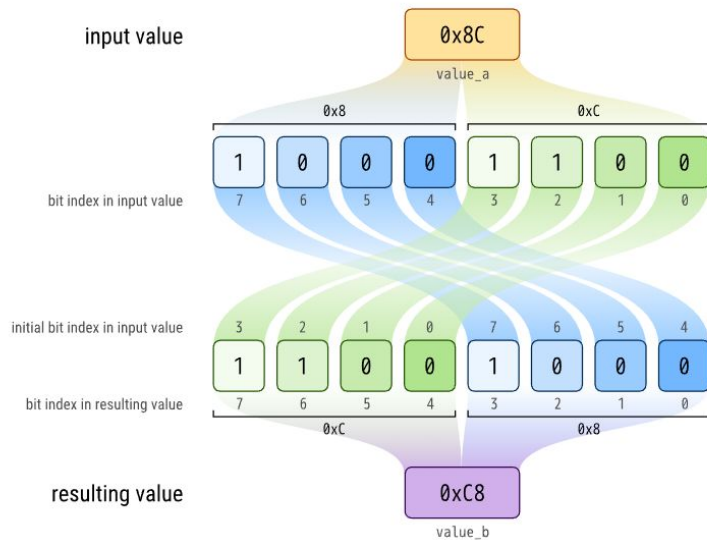 input value 0x8C
value_a
0x8 0xC
1 0 0 0 1 1 0 0
bit index in input value 7 6 5 4 3 2 1 0
initial bit index in input value 3 2 1 0 7 6 5 4
1 1 0 0 1 0 0 0
bit index in resulting value 7 6 5 4 3 2 1 0
0xC 0x8
resulting value 0xC8
value_b